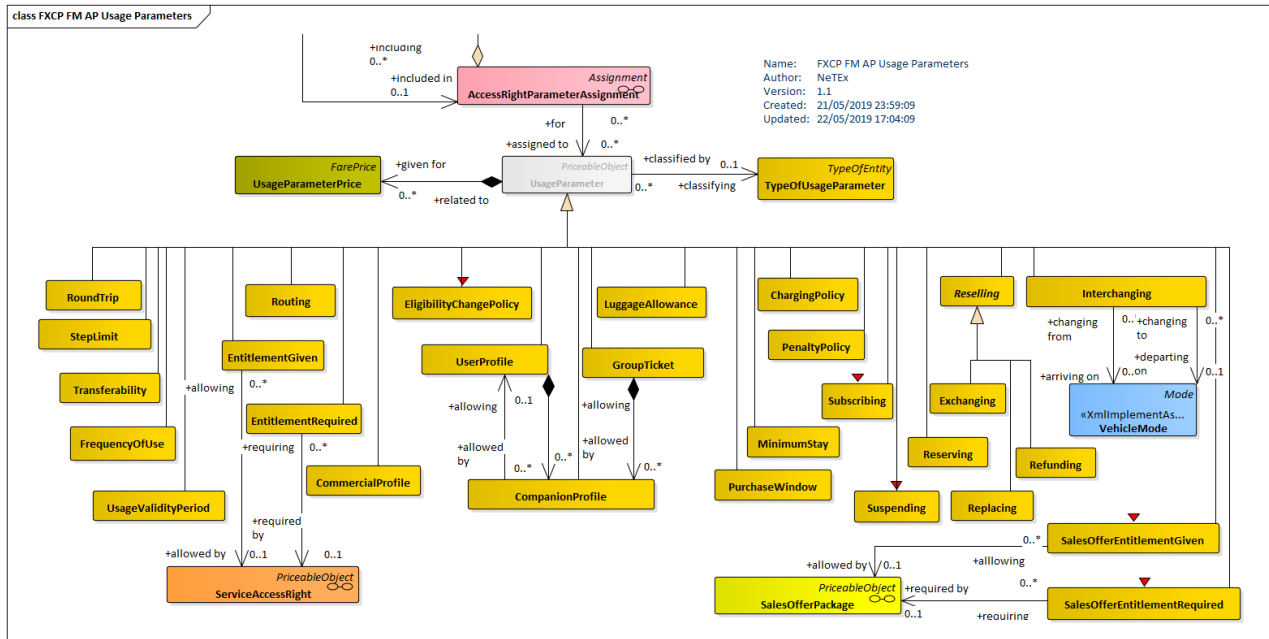 class FXCP FM AP Usage Parameters
+including
0..*
+included in
0..1
Assignment
AccessRightParameterAssignment
Name: FXCP FM AP Usage Parameters
Author: NeTEx
Version: 1.1
Created: 21/05/2019 23:59:09
Updated: 22/05/2019 17:04:09
+for
0..*
+assigned to
0..*
FarePrice
UsageParameterPrice
+given for
0..*
+related to
PriceableObject
UsageParameter
+classified by
0..1
0..*
+classifying
TypeOfEntity
TypeOfUsageParameter
RoundTrip
StepLimit
Transferability
FrequencyOfUse
UsageValidityPeriod
Routing
EntitlementGiven
+allowing
0..*
EntitlementRequired
+requiring
0..*
CommercialProfile
+required
by
+allowed by
0..1
0..1
PriceableObject
ServiceAccessRight
EligibilityChangePolicy
UserProfile
+allowing
0..1
+allowed
by
0..*
0..*
CompanionProfile
LuggageAllowance
GroupTicket
+allowing
+allowed
by
0..*
ChargingPolicy
PenaltyPolicy
Subscribing
MinimumStay
PurchaseWindow
Suspending
Reselling
Exchanging
Reserving
Refunding
Replacing
Interchanging
+changing
from
0..
+changing
to
0..*
+departing
on
+arriving on
0..
0..1
Mode
«XmlImplementAs...
VehicleMode
SalesOfferEntitlementGiven
0..*
+alllowing
+allowed by
0..1
PriceableObject
SalesOfferPackage
+required by
0..*
0..1
+requiring
SalesOfferEntitlementRequired